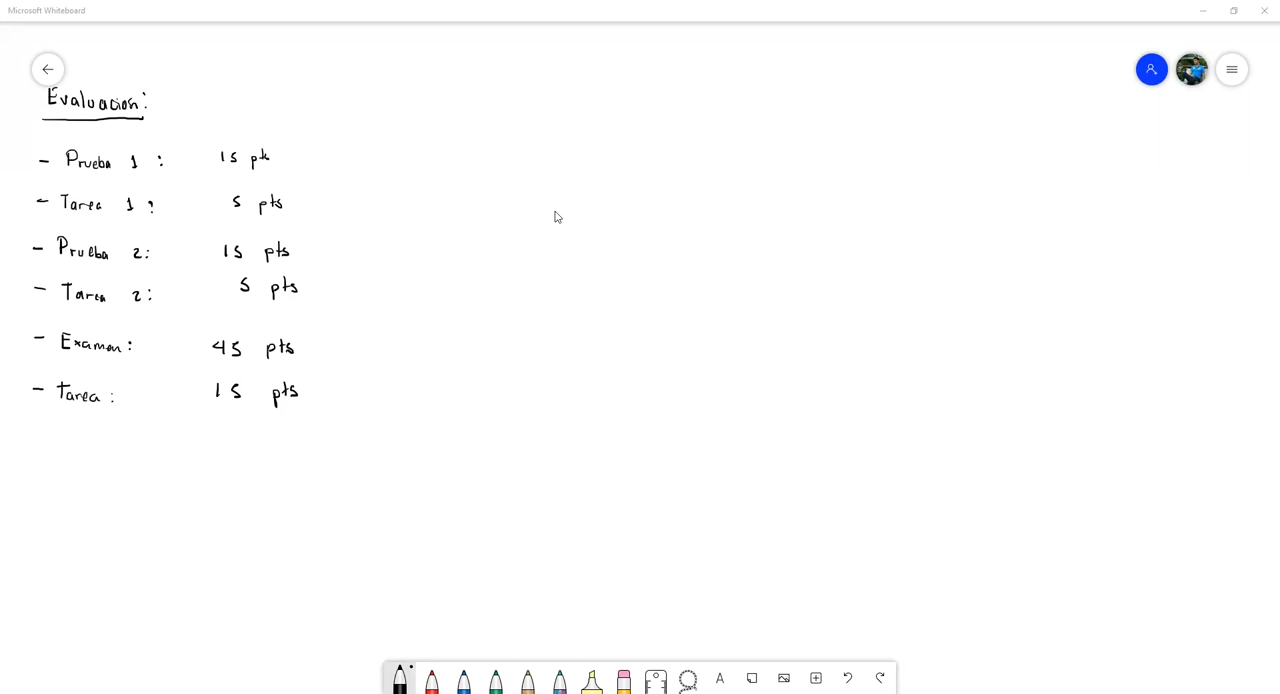 Microsoft Whiteboard
Evaluacion:
- Prueba 1 : 15 pts
- Tarea 1 : 5 pts
- Prueba 2: 15 pts
- Tarea 2: 5 pts
- Examen: 45 pts
- Tarea : 15 pts
A